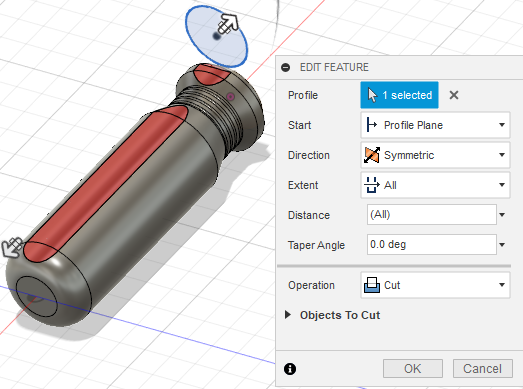 EDIT FEATURE
Profile 1 selected
Start Profile Plane
Direction Symmetric
Extent All
Distance (All)
Taper Angle 0.0 deg
Operation Cut
Objects To Cut
OK Cancel